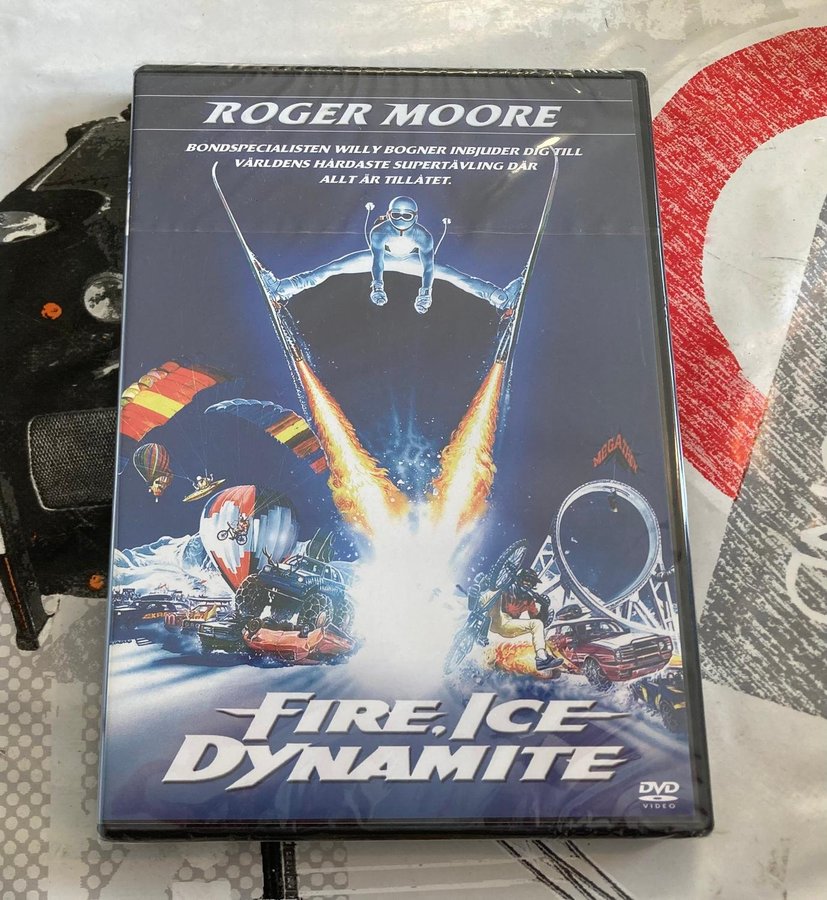 ROGER MOORE
BONDSPECIALISTEN WILLY BOGNER INBJUDER DIG TILL
VÄRLDENS HÅRDASTE SUPERTÄVLING DÄR
ALLT ÄR TILLÅTET.
FIRE, ICE
DYNAMITE
DVD
VIDEO